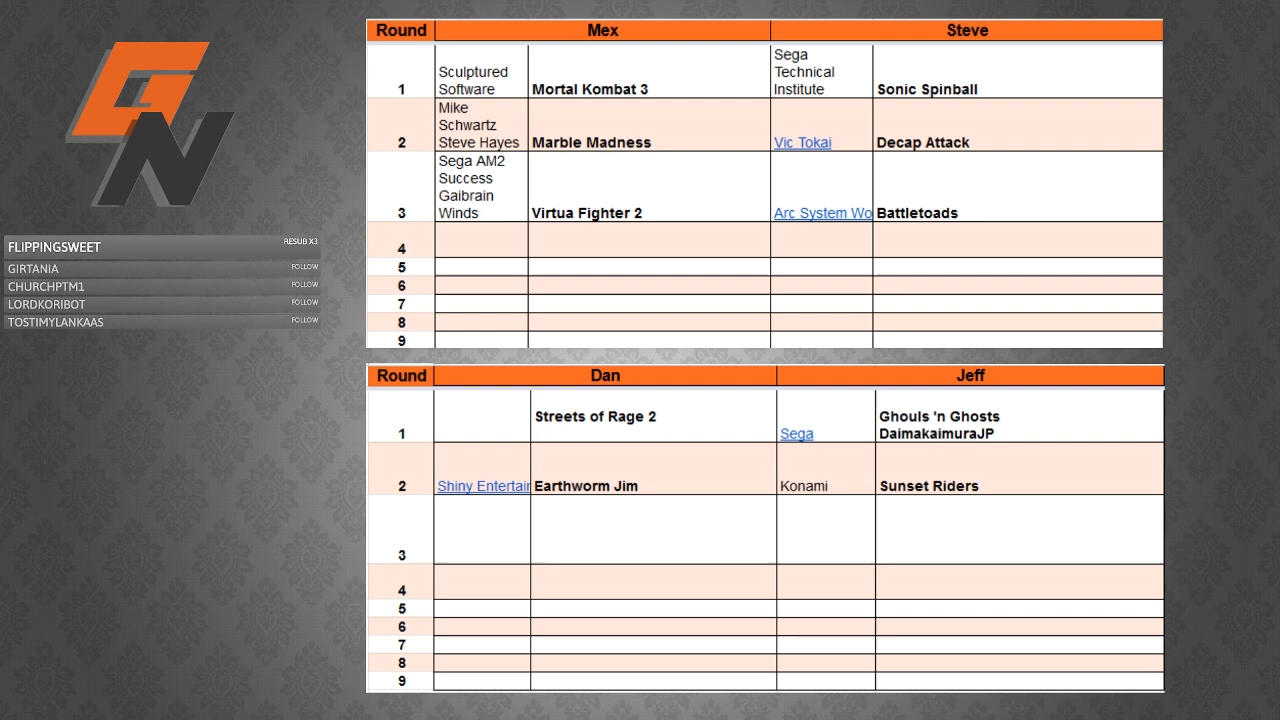 Round Mex Steve
Sega
Sculptured Technical
1 Software Mortal Kombat 3 Institute Sonic Spinball
Mike
Schwartz
2 Steve Hayes Marble Madness Vic Tokai Decap Attack
Sega AM2
Success
Gaibrain
3 Winds Virtua Fighter 2 Arc System Wo Battletoads
4
5
6
7
8
9
FLIPPINGSWEET RESUB X3
GIRTANIA FOLLOW
CHURCHPTM1 FOLLOW
LORDKORIBOT FOLLOW
TOSTIMYLANKAAS FOLLOW
Round Dan Jeff
Streets of Rage 2 Ghouls 'n Ghosts
1 Sega DaimakaimuraJP
2 Shiny Entertain Earthworm Jim Konami Sunset Riders
3
4
5
6
7
8
9